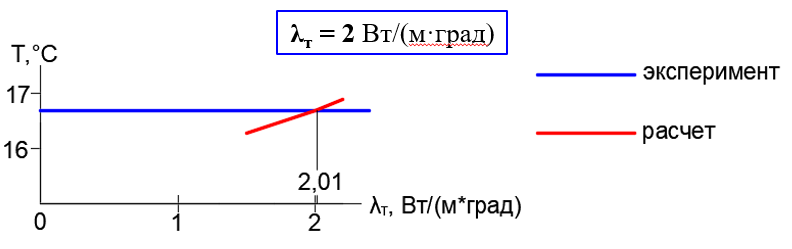 λт = 2 Вт/(м·град)
T,°C
17
16
эксперимент
расчет
2,01
0
1
2
λт, Вт/(м*град)